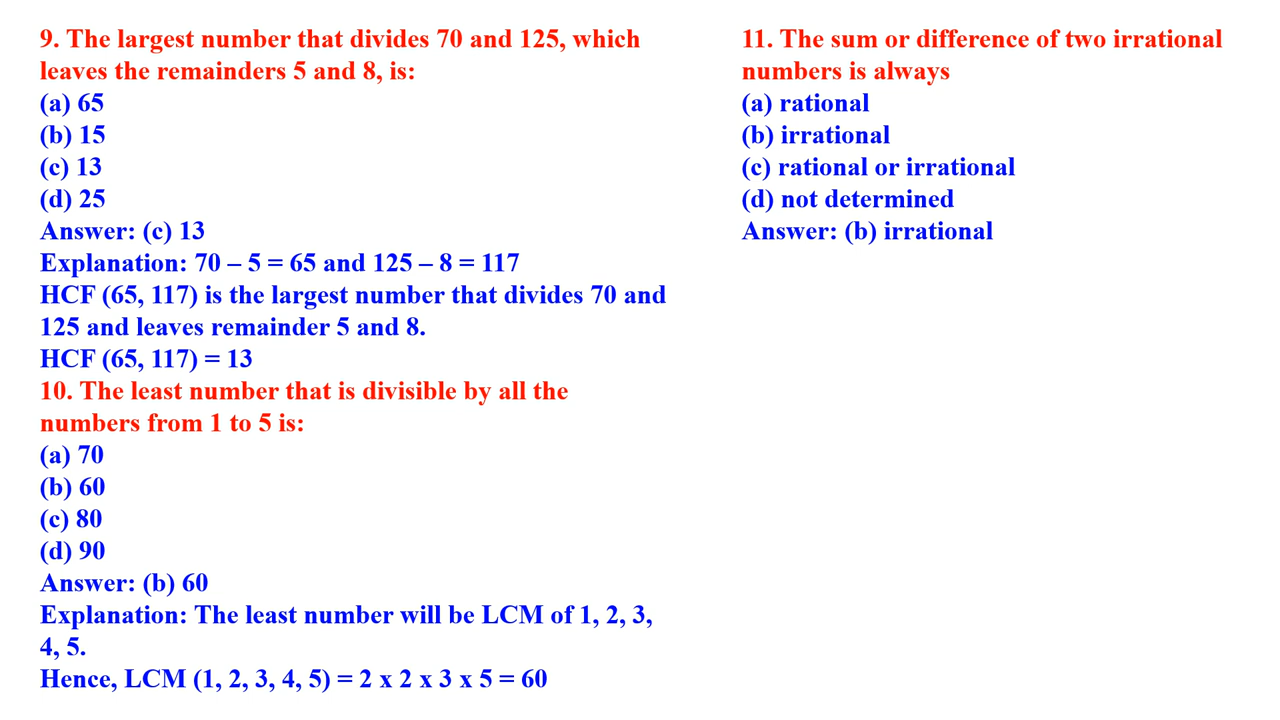 9. The largest number that divides 70 and 125, which
leaves the remainders 5 and 8, is:
(a) 65
(b) 15
(c) 13
(d) 25
Answer: (c) 13
Explanation: 70 – 5 = 65 and 125 – 8 = 117
HCF (65, 117) is the largest number that divides 70 and
125 and leaves remainder 5 and 8.
HCF (65, 117) = 13
10. The least number that is divisible by all the
numbers from 1 to 5 is:
(a) 70
(b) 60
(c) 80
(d) 90
Answer: (b) 60
Explanation: The least number will be LCM of 1, 2, 3,
4, 5.
Hence, LCM (1, 2, 3, 4, 5) = 2 x 2 x 3 x 5 = 60
11. The sum or difference of two irrational
numbers is always
(a) rational
(b) irrational
(c) rational or irrational
(d) not determined
Answer: (b) irrational